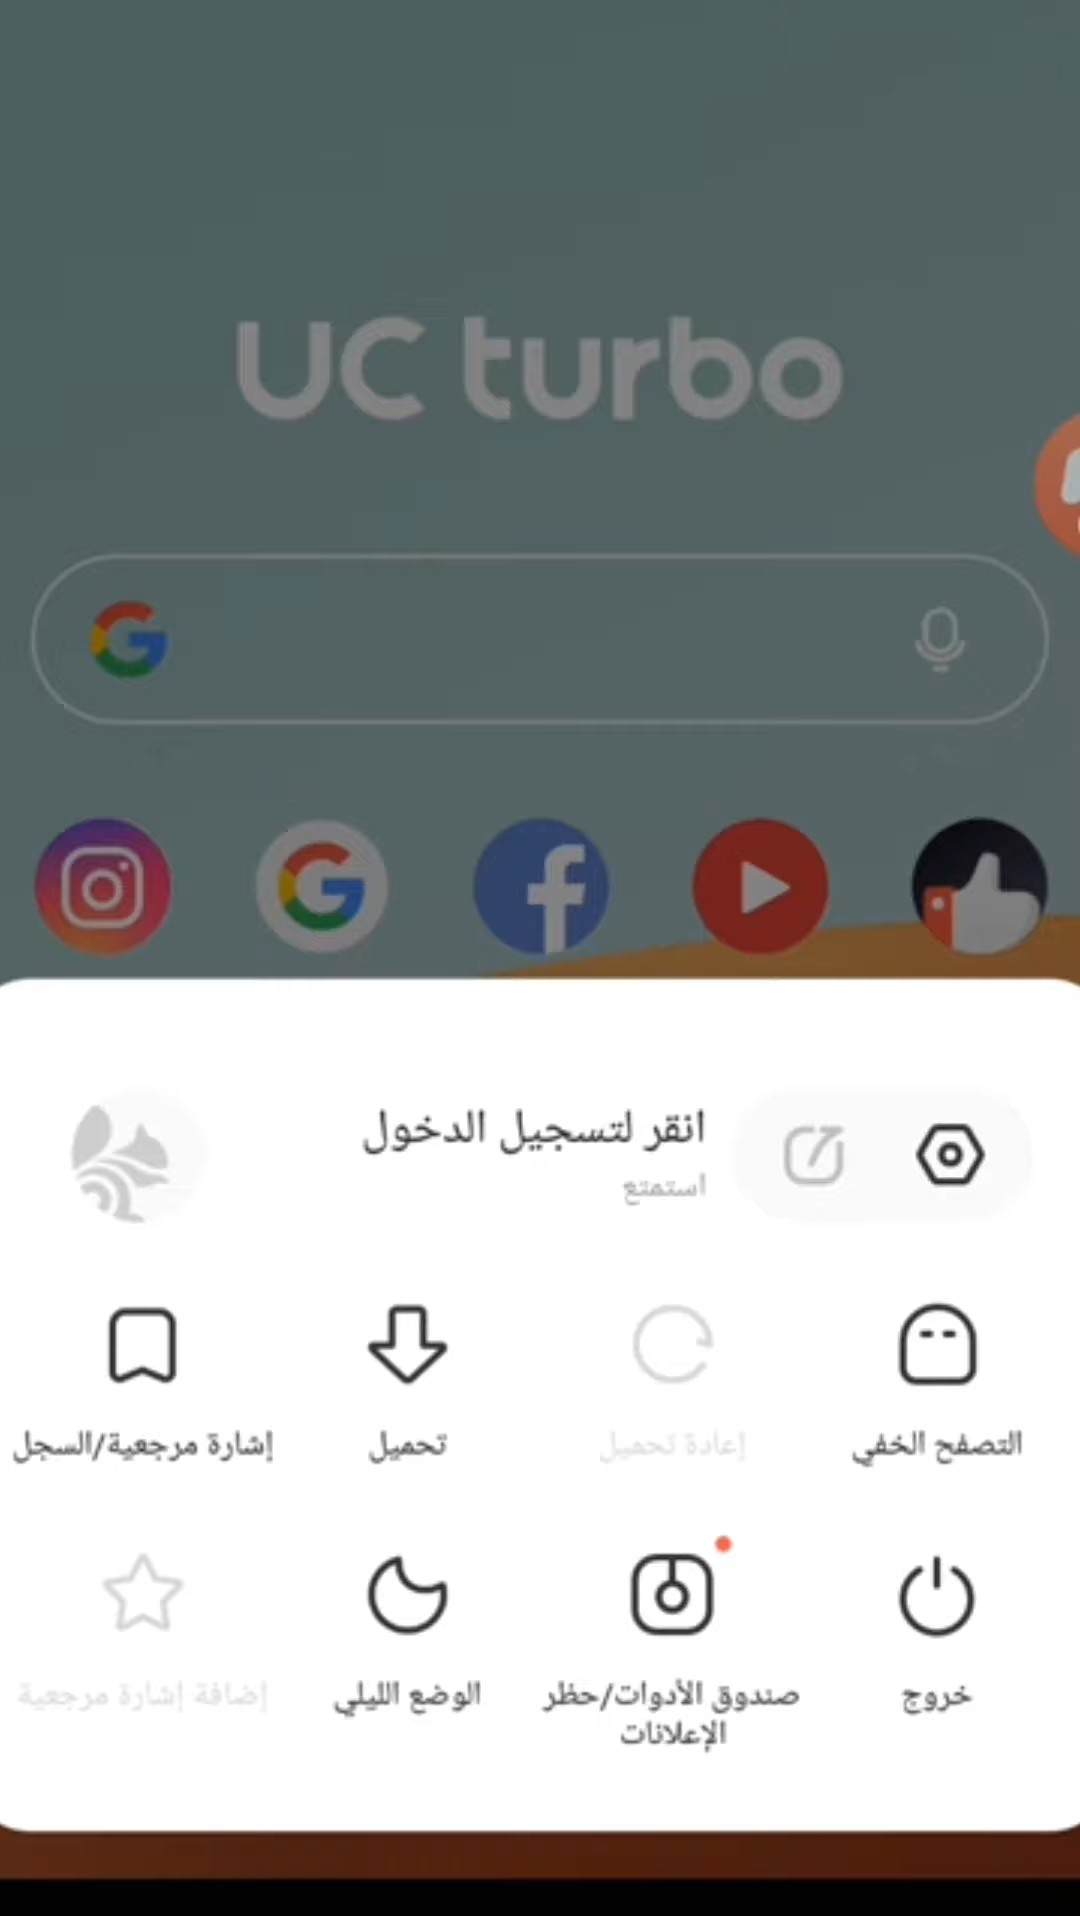 UC turbo
انقر لتسجيل الدخول
استمتع
إشارة مرجعية/السجل
تحميل
إعادة تحميل
التصفح الخفي
إضافة إشارة مرجعية
الوضع الليلي
صندوق الأدوات/حظر
الإعلانات
خروج